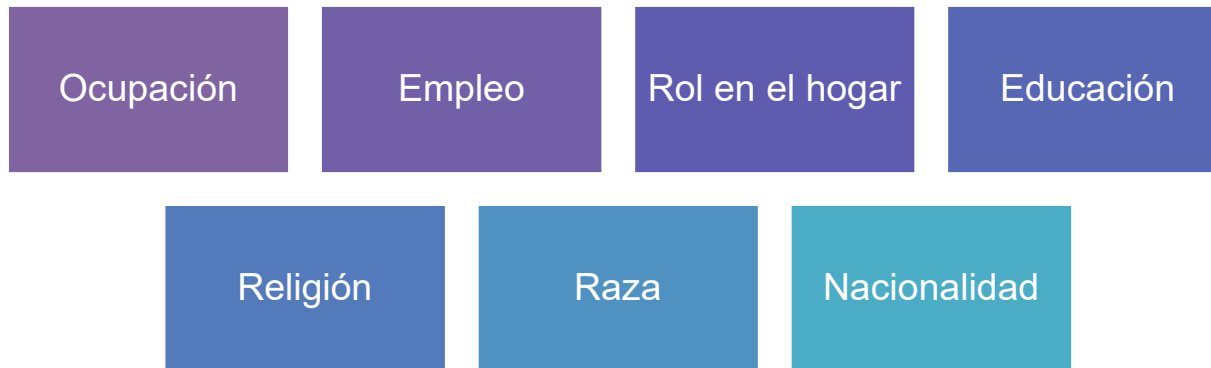 Ocupación
Empleo
Rol en el hogar
Educación
Religión
Raza
Nacionalidad